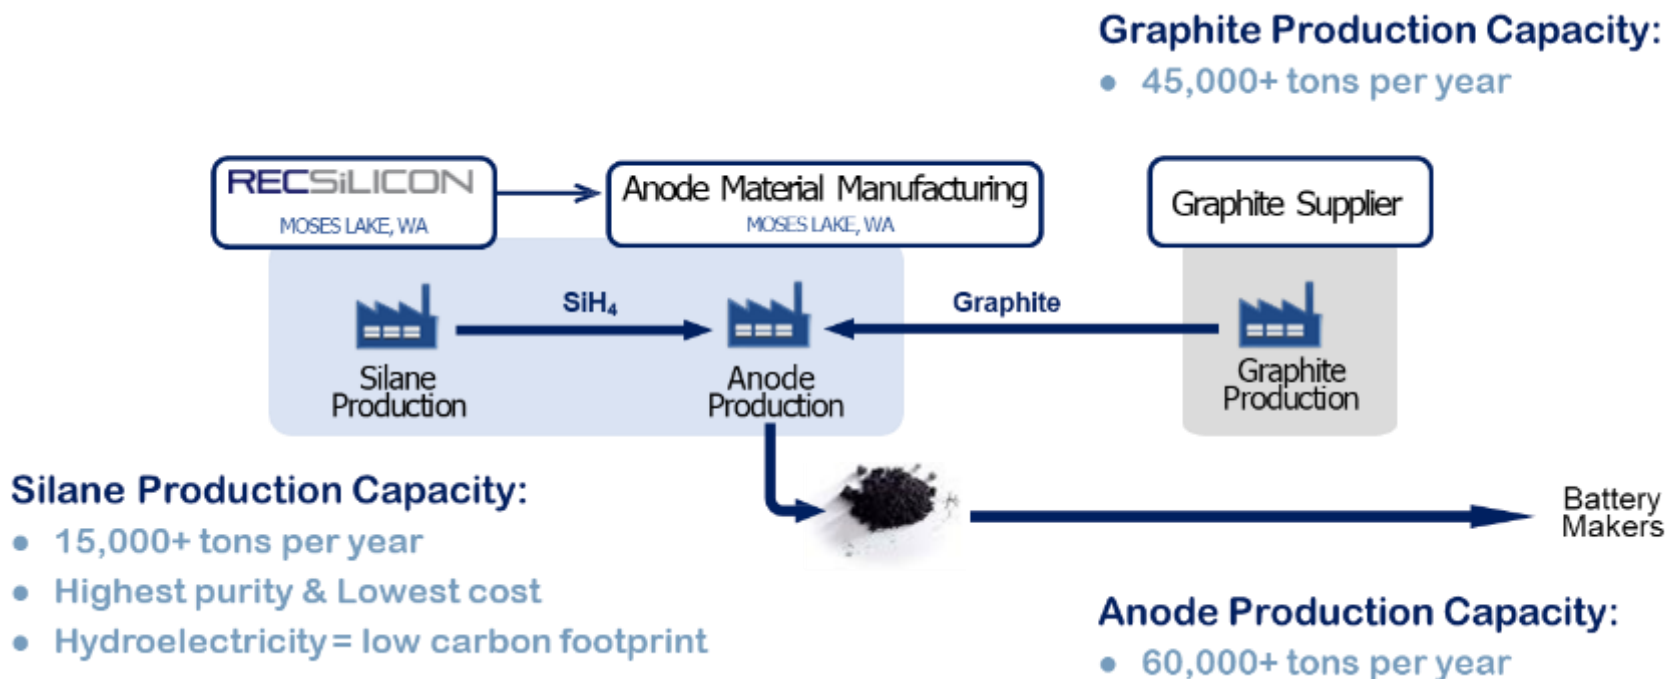 Graphite Production Capacity:
● 45,000+ tons per year
RECSiLICON
MOSES LAKE, WA
Anode Material Manufacturing
MOSES LAKE, WA
Graphite Supplier
SiH₄
Graphite
Silane
Production
Anode
Production
Graphite
Production
Silane Production Capacity:
● 15,000+ tons per year
● Highest purity & Lowest cost
● Hydroelectricity = low carbon footprint
Battery
Makers
Anode Production Capacity:
● 60,000+ tons per year